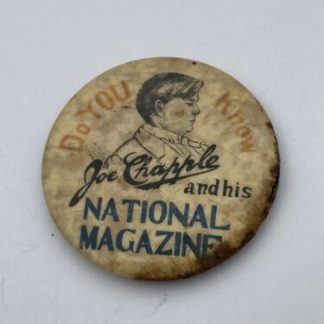 Do YOU Know
Joe Chapple
and his
NATIONAL
MAGAZINE